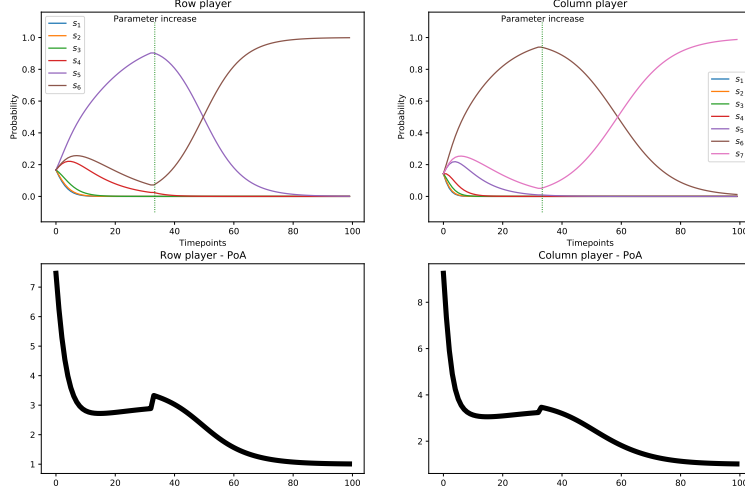 Row player
Parameter increase
s1
s2
s3
s4
s5
s6
Probability
1.0
0.8
0.6
0.4
0.2
0.0
0 20 40 60 80 100
Timepoints
Column player
Parameter increase
s1
s2
s3
s4
s5
s6
s7
Probability
1.0
0.8
0.6
0.4
0.2
0.0
0 20 40 60 80 100
Timepoints
Row player - PoA
7
6
5
4
3
2
1
0 20 40 60 80 100
Column player - PoA
8
6
4
2
0 20 40 60 80 100